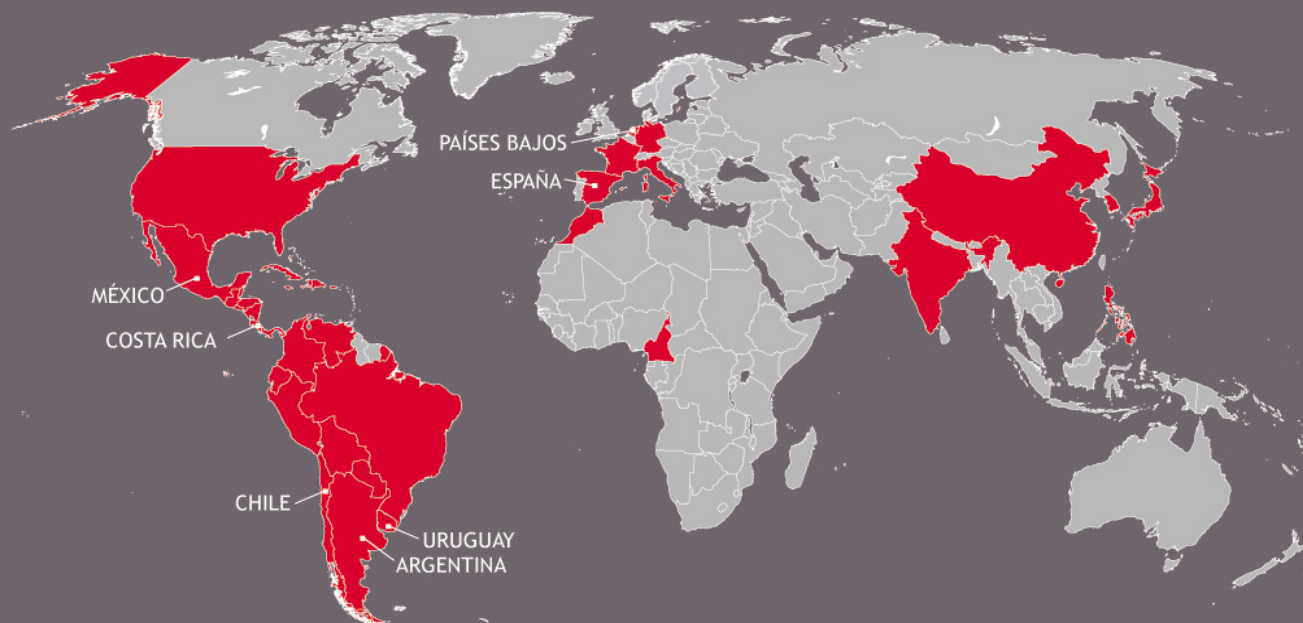 PAÍSES BAJOS
ESPAÑA
MÉXICO
COSTA RICA
CHILE
URUGUAY
ARGENTINA